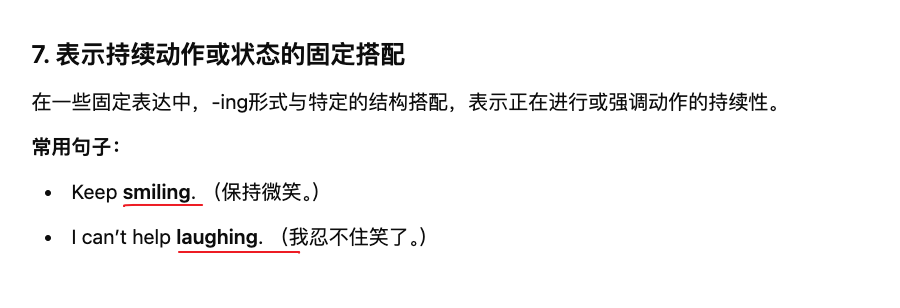 7. 表示持续动作或状态的固定搭配
在一些固定表达中，-ing形式与特定的结构搭配，表示正在进行或强调动作的持续性。
常用句子：
• Keep smiling. （保持微笑。）
• I can’t help laughing. （我忍不住笑了。）